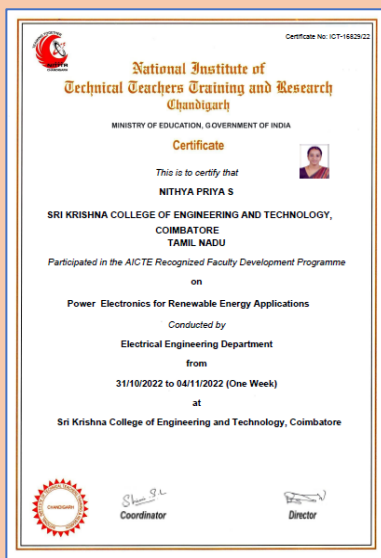 Certificate No: ICT-16829/22
NITTTR
CHANDIGARH
National Institute of
Technical Teachers Training and Research
Chandigarh
MINISTRY OF EDUCATION, GOVERNMENT OF INDIA
Certificate
This is to certify that
NITHYA PRIYA S
SRI KRISHNA COLLEGE OF ENGINEERING AND TECHNOLOGY,
COIMBATORE
TAMIL NADU
Participated in the AICTE Recognized Faculty Development Programme
on
Power Electronics for Renewable Energy Applications
Conducted by
Electrical Engineering Department
from
31/10/2022 to 04/11/2022 (One Week)
at
Sri Krishna College of Engineering and Technology, Coimbatore
CHANDIGARH
Coordinator
Director